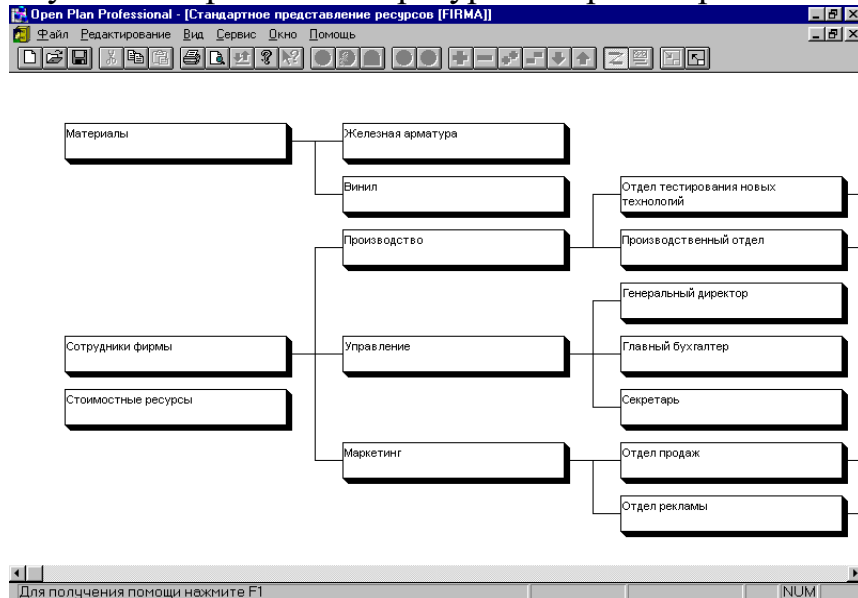 Open Plan Professional - [Стандартное представление ресурсов [FIRMA]]
Файл Редактирование Вид Сервис Окно Помощь
Материалы
Железная арматура
Винил
Отдел тестирования новых
технологий
Производство
Производственный отдел
Генеральный директор
Сотрудники фирмы
Управление
Главный бухгалтер
Стоимостные ресурсы
Секретарь
Маркетинг
Отдел продаж
Отдел рекламы
Для получения помощи нажмите F1
NUM